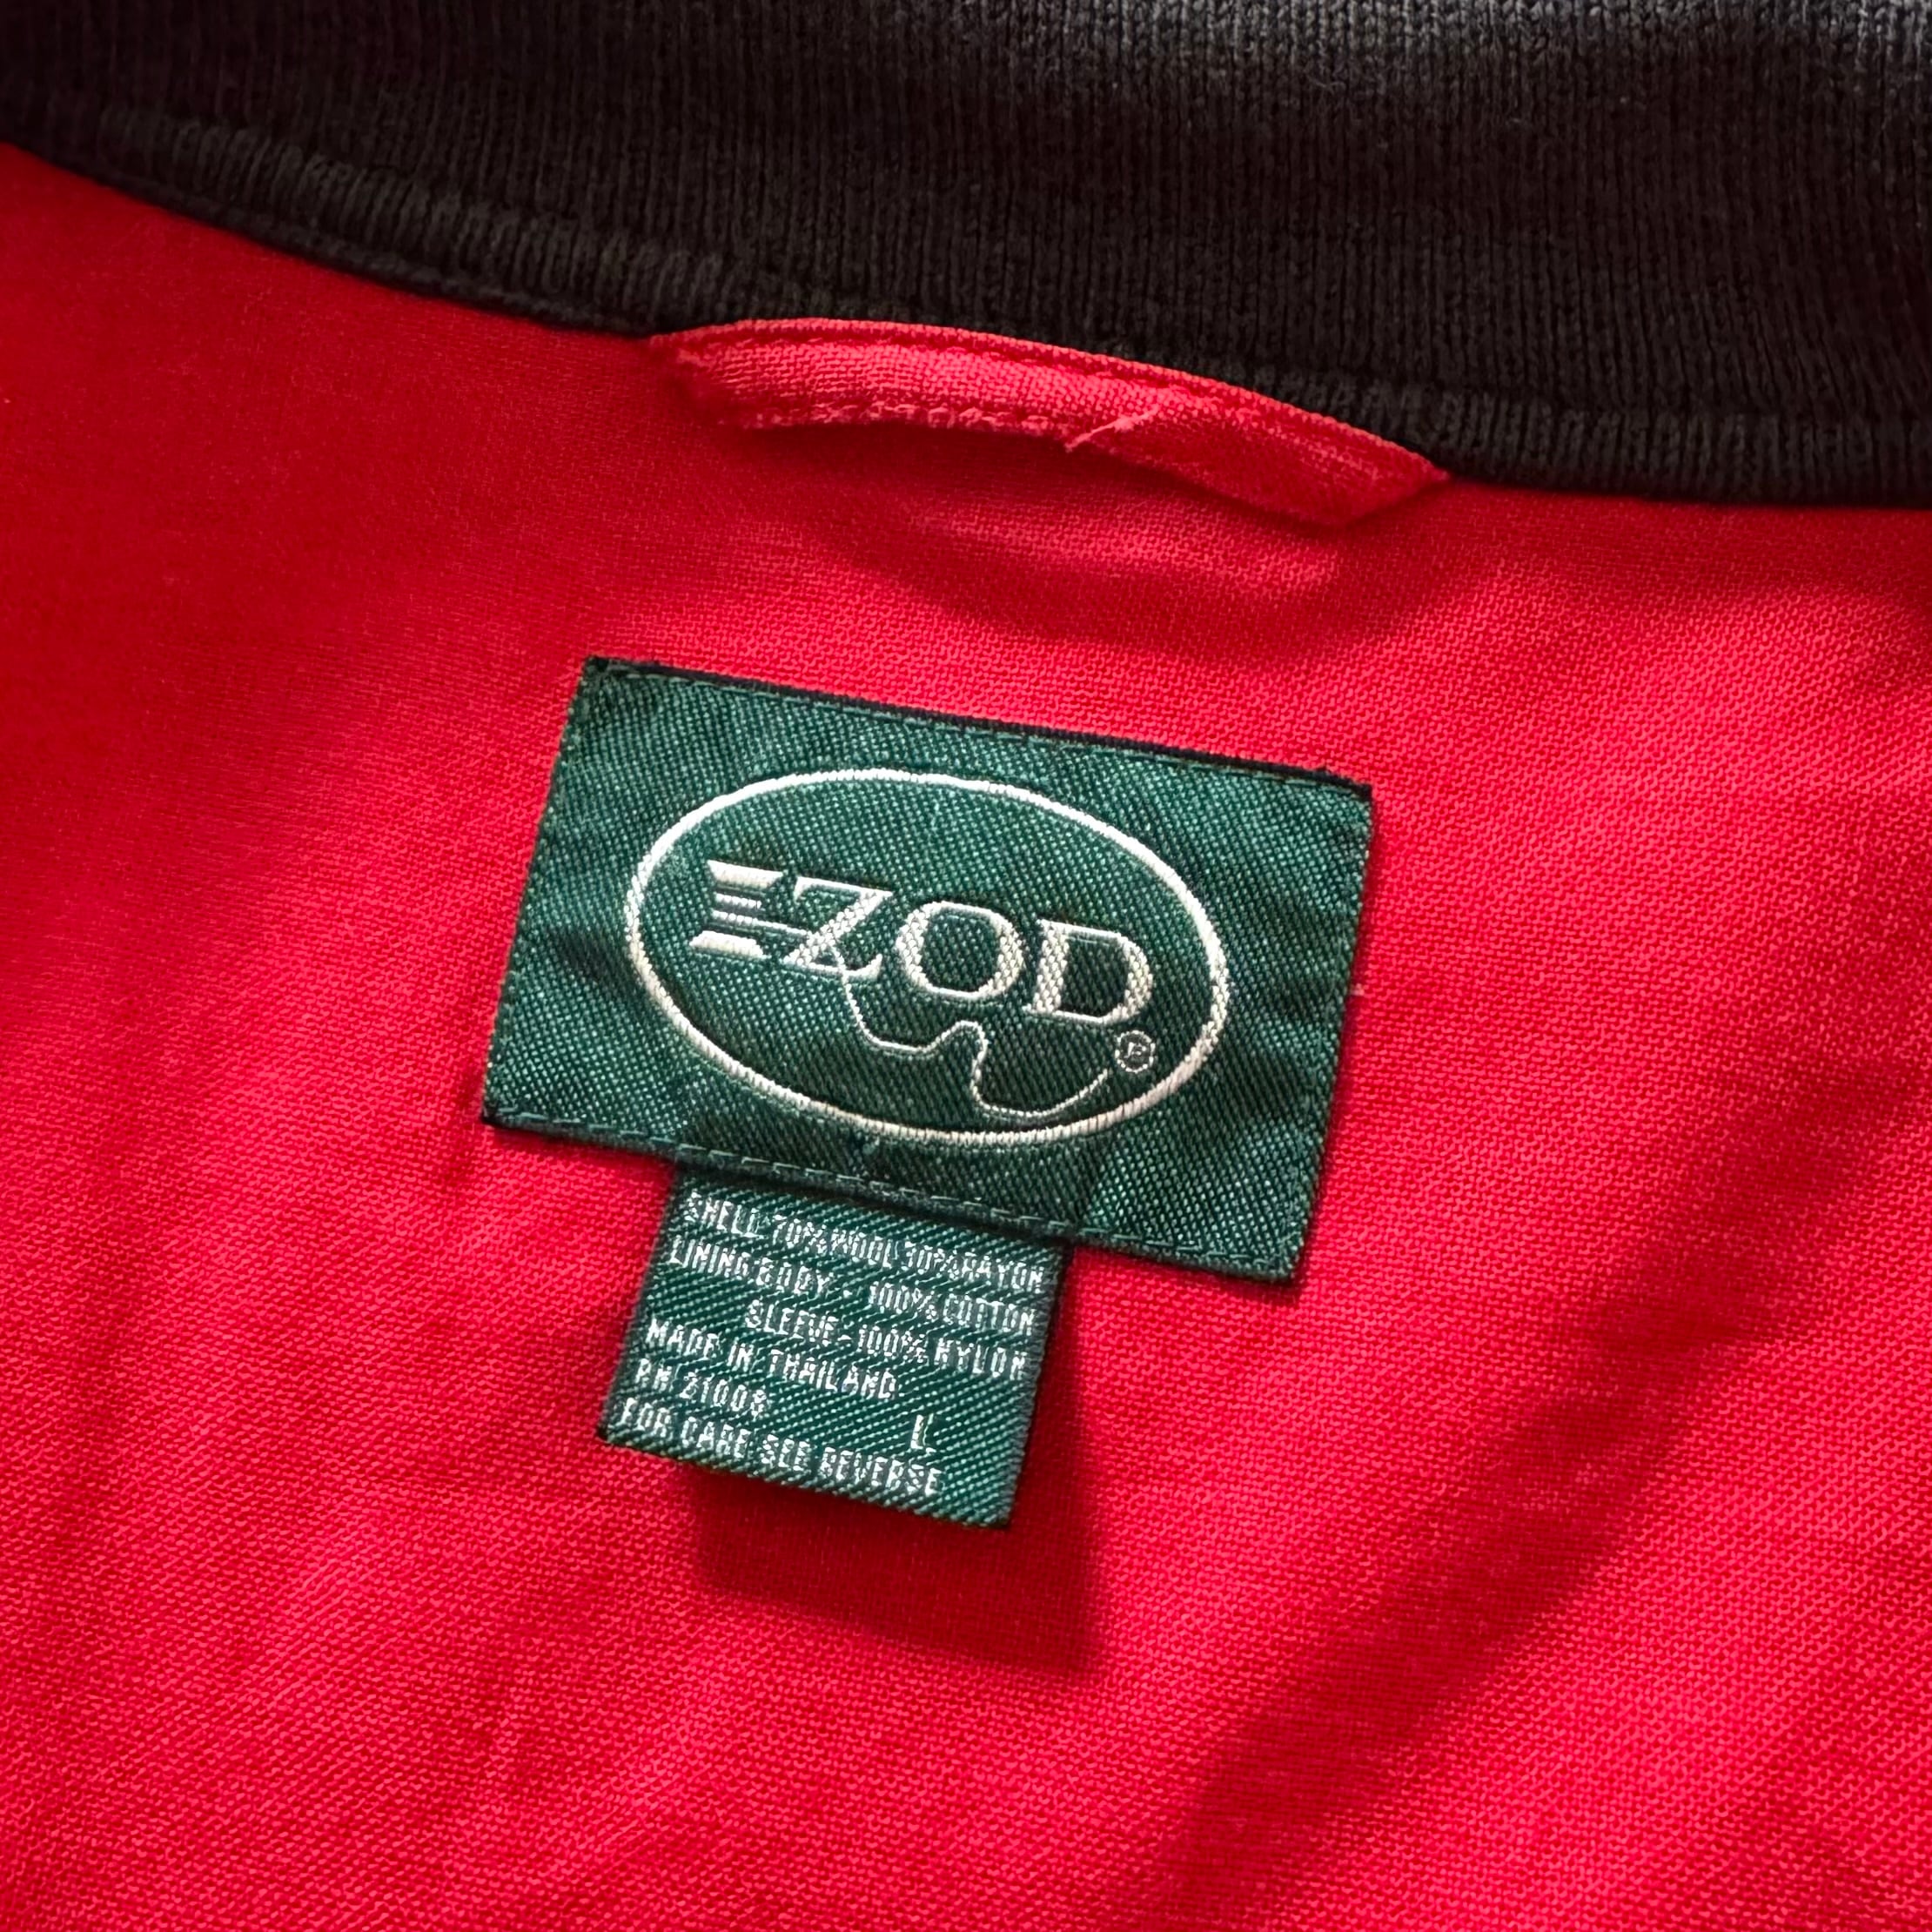 IZOD ®
SHELL 70% WOOL 30% RAYON
LINING BODY - 100% COTTON
SLEEVE - 100% NYLON
MADE IN THAILAND
RN 21008
L
FOR CARE SEE REVERSE